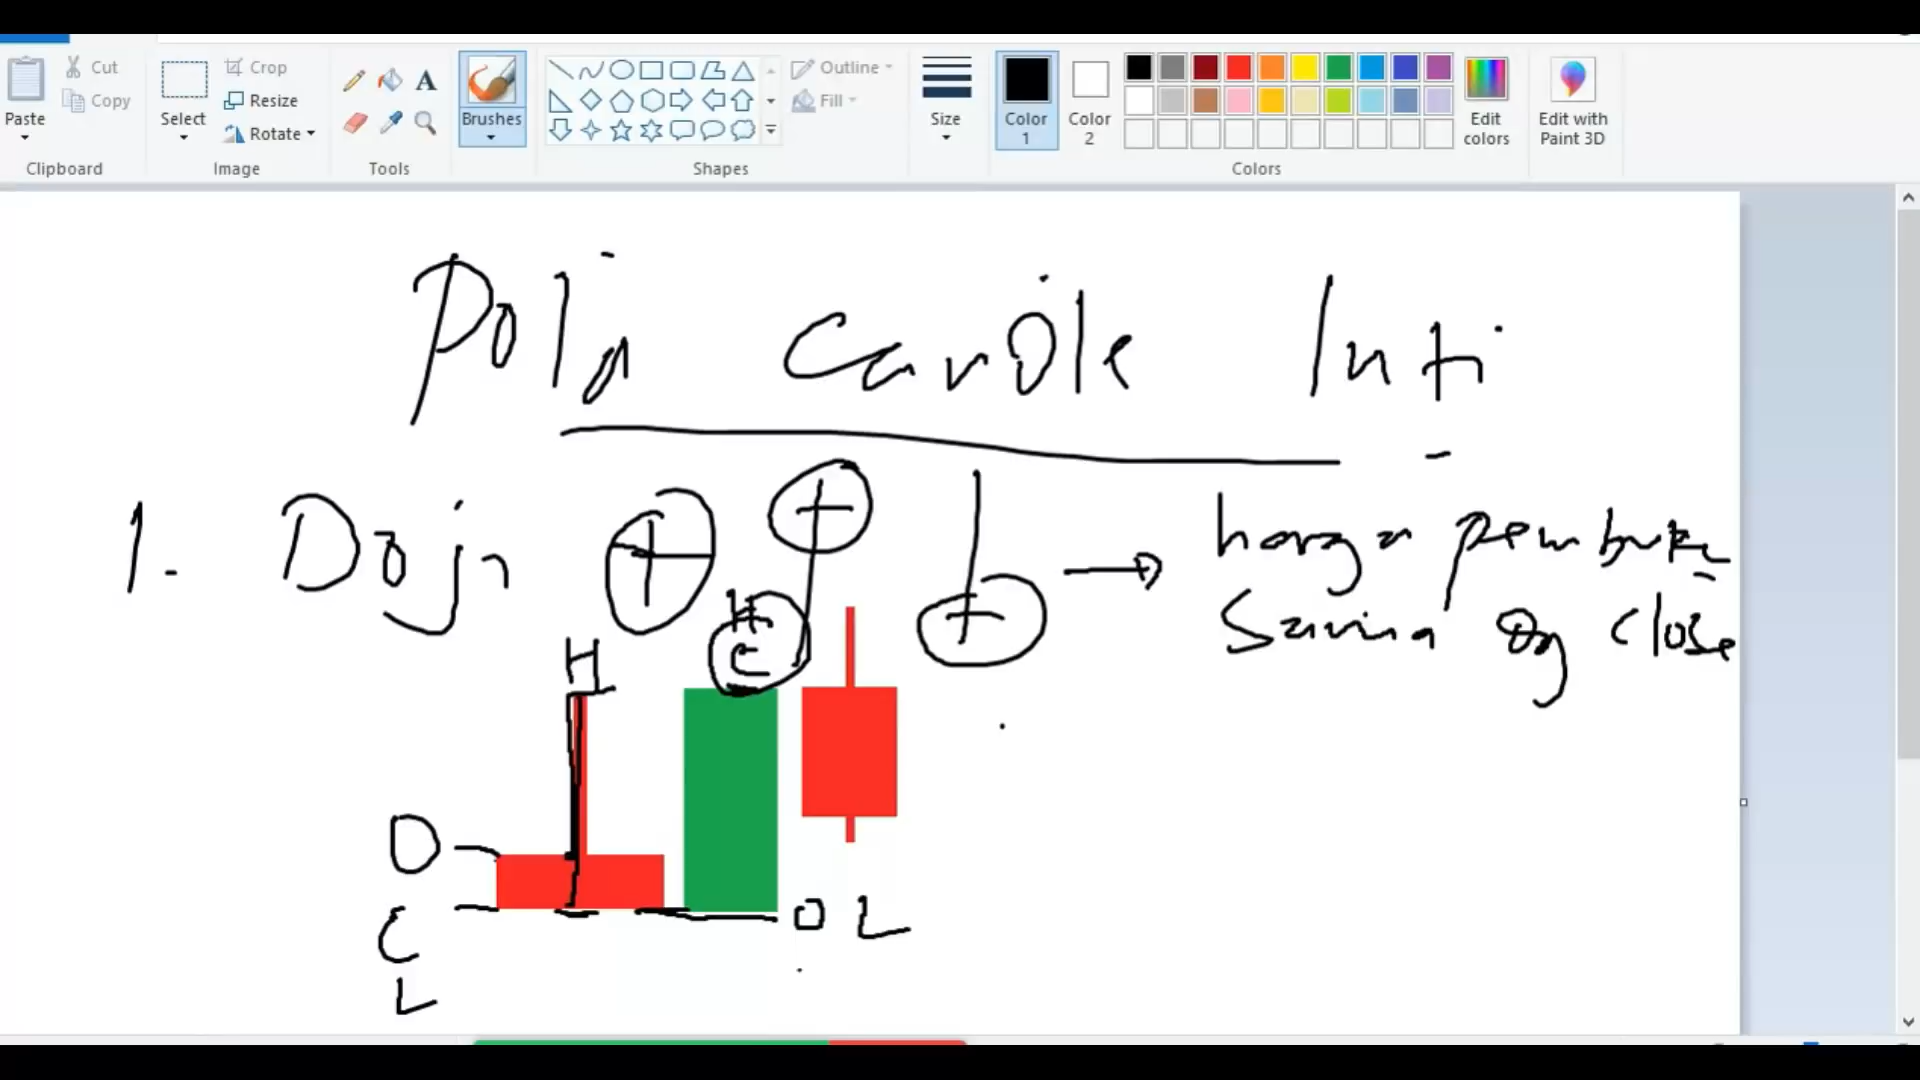 Cut
Copy
Paste
Clipboard
Select
Crop
Resize
Rotate
Image
A
Tools
Brushes
Outline
Fill
Shapes
Size
Color 1
Color 2
Edit colors
Colors
Edit with Paint 3D
Pola Candle Inti
1. Doji
harga pembuka
Sama dg close
H
C
H
O
C
L
O L